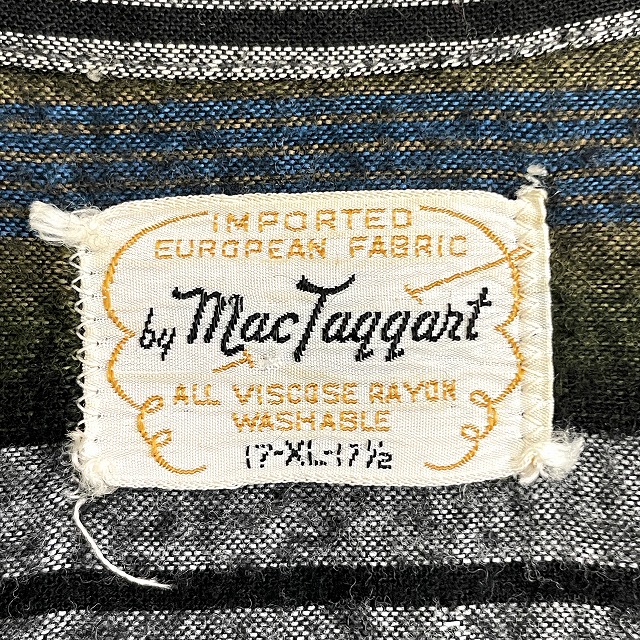 IMPORTED
EUROPEAN FABRIC
by MacTaggart
ALL VISCOSE RAYON
WASHABLE
17-XL-17½